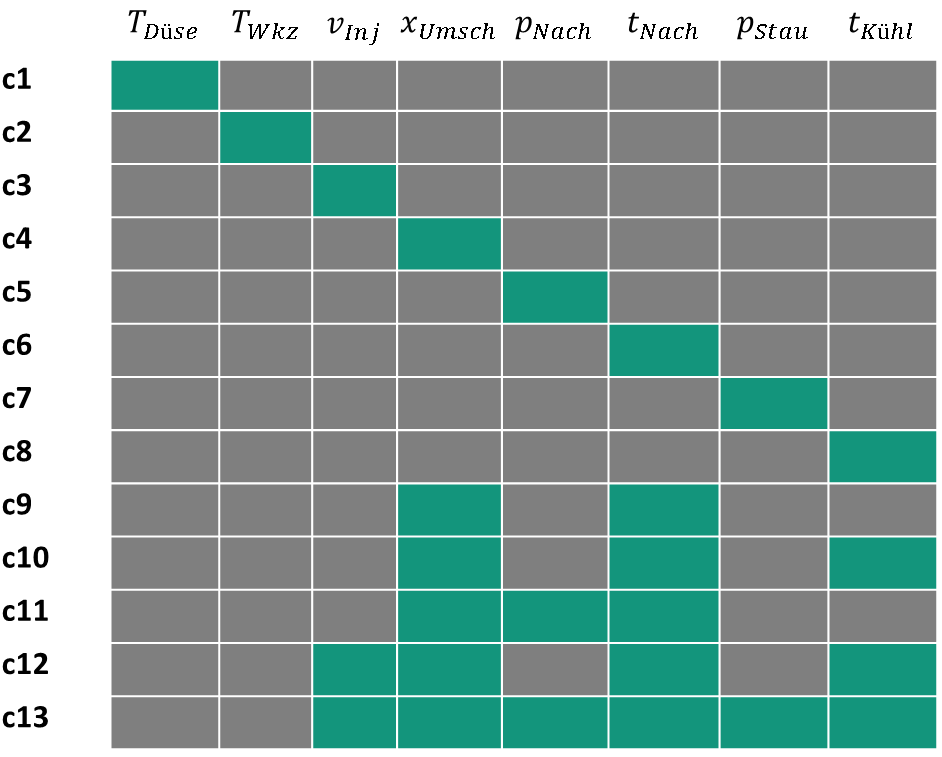 T_Düse T_Wkz v_Inj x_Umsch p_Nach t_Nach p_Stau t_Kühl
c1
c2
c3
c4
c5
c6
c7
c8
c9
c10
c11
c12
c13